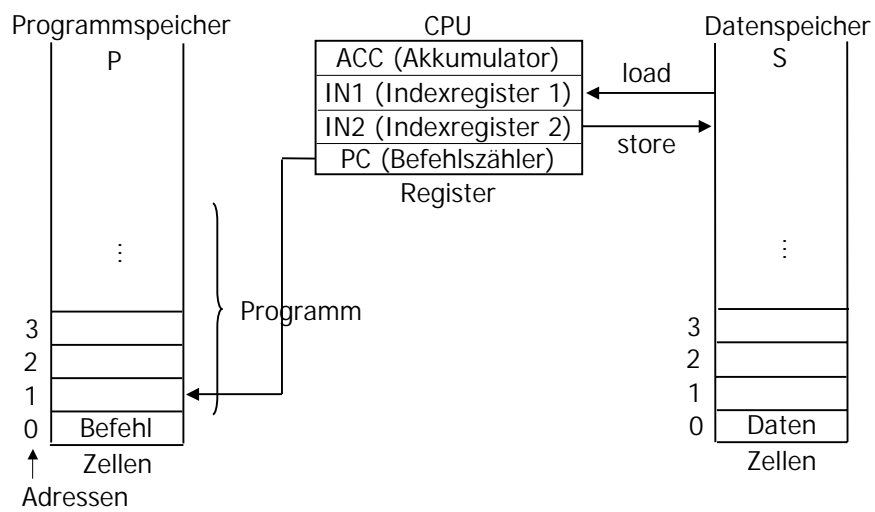 Programmspeicher
P
⋮
Programm
3
2
1
0
Befehl
Zellen
Adressen
CPU
ACC (Akkumulator)
IN1 (Indexregister 1)
IN2 (Indexregister 2)
PC (Befehlszähler)
Register
load
store
Datenspeicher
S
⋮
3
2
1
0
Daten
Zellen